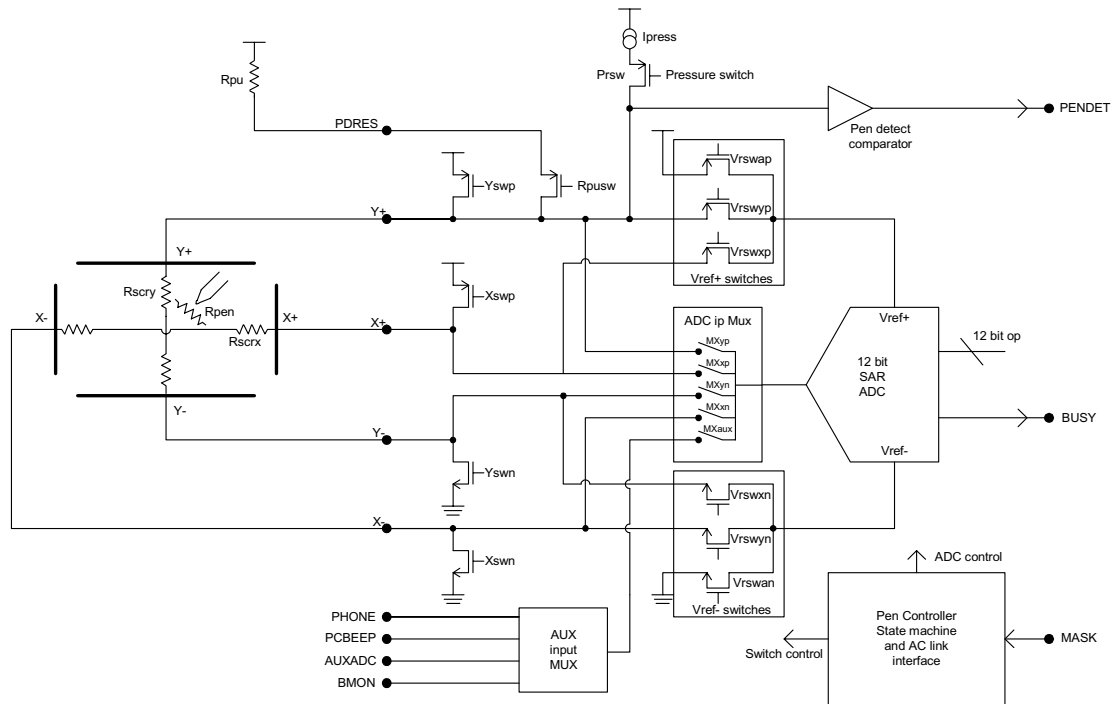 Ipress
Rpu
Prsw
Pressure switch
PDRES
PENDET
Pen detect
comparator
Yswp
Rpusw
Vrswap
Vrswyp
Vrswxp
Vref+ switches
Y+
Y+
Rscry
Rpen
Xswp
X-
X+
X+
Rscrx
ADC ip Mux
MXyp
MXxp
MXyn
MXxn
MXaux
Vref+
12 bit
SAR
ADC
Vref-
12 bit op
BUSY
Y-
Y-
Yswn
Vrswxn
Vrswyn
Vrswan
Vref- switches
X-
Xswn
ADC control
PHONE
PCBEEP
AUXADC
BMON
AUX
input
MUX
Switch control
Pen Controller
State machine
and AC link
interface
MASK